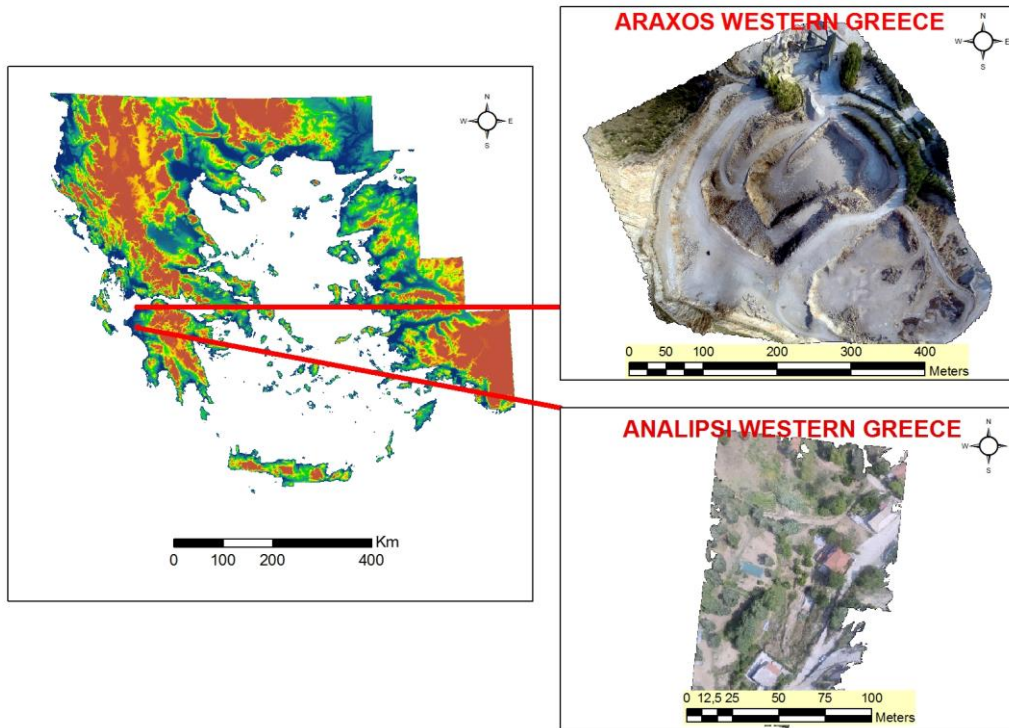 N
W E
S
Km
0 100 200 400
ARAXOS WESTERN GREECE
N
W E
S
0 50 100 200 300 400
Meters
ANALIPSI WESTERN GREECE
N
W E
S
0 12,5 25 50 75 100
Meters